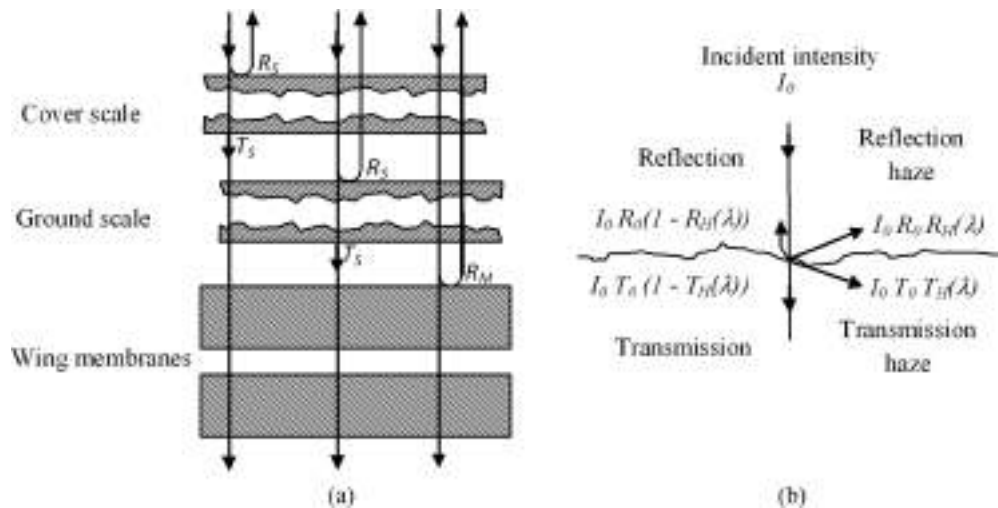 R_S
Cover scale
T_S
R_S
Ground scale
T_S
R_M
Wing membranes
(a)
Incident intensity
I_0
Reflection
Reflection
haze
I_0 R_0(1 - R_H(λ))
I_0 R_0 R_H(λ)
I_0 T_0 (1 - T_H(λ))
I_0 T_0 T_H(λ)
Transmission
Transmission
haze
(b)